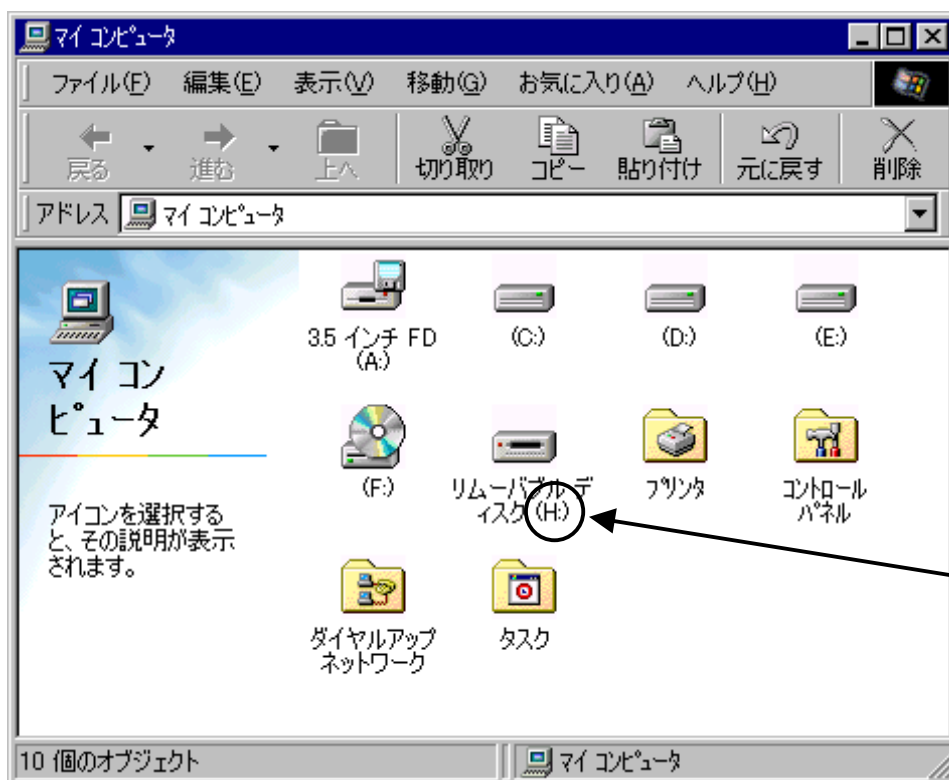 マイ コンピュータ
ファイル(F) 編集(E) 表示(V) 移動(G) お気に入り(A) ヘルプ(H)
戻る 進む 上へ 切り取り コピー 貼り付け 元に戻す 削除
アドレス マイ コンピュータ
3.5 インチ FD
(A:)
(C:)
(D:)
(E:)
マイ コン
ピュータ
(F:)
リムーバブル デ
ィスク (H:)
プリンタ
コントロール
パネル
アイコンを選択する
と、その説明が表示
されます。
ダイヤルアップ
ネットワーク
タスク
10 個のオブジェクト
マイ コンピュータ